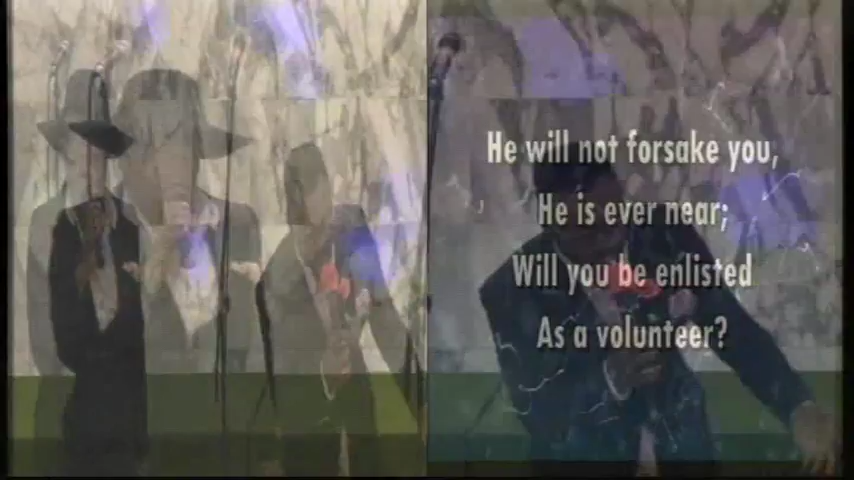 He will not forsake you,
He is ever near;
Will you be enlisted
As a volunteer?